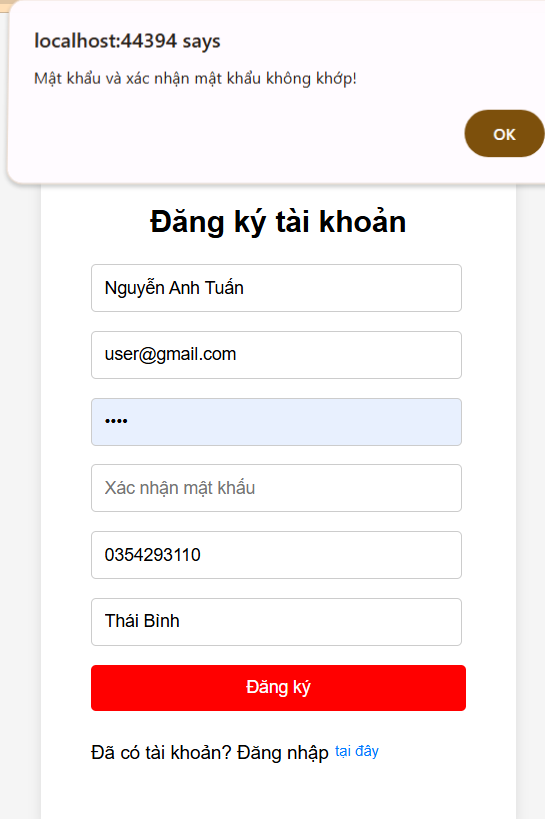 localhost:44394 says
Mật khẩu và xác nhận mật khẩu không khớp!
OK
Đăng ký tài khoản
Nguyễn Anh Tuấn
user@gmail.com
••••
Xác nhận mật khẩu
0354293110
Thái Bình
Đăng ký
Đã có tài khoản? Đăng nhập tại đây